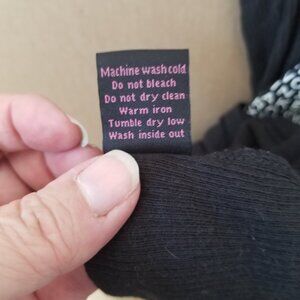 Machine wash cold
Do not bleach
Do not dry clean
Warm iron
Tumble dry low
Wash inside out